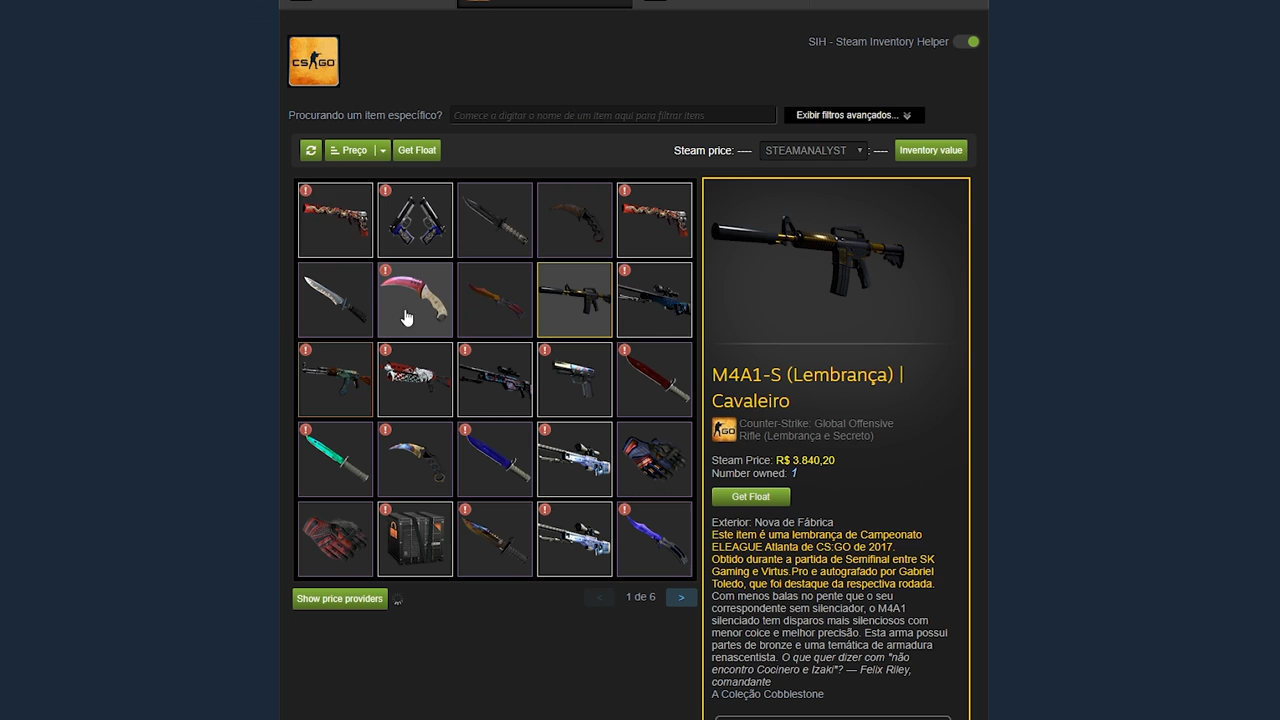 CS GO
SIH - Steam Inventory Helper
Procurando um item específico?
Comece a digitar o nome de um item aqui para filtrar itens
Exibir filtros avançados...
Preço
Get Float
Steam price: ----
STEAMANALYST
: ----
Inventory value
M4A1-S (Lembrança) |
Cavaleiro
GO
Counter-Strike: Global Offensive
Rifle (Lembrança e Secreto)
Steam Price: R$ 3.840,20
Number owned: 1
Get Float
Exterior: Nova de Fábrica
Este item é uma lembrança de Campeonato
ELEAGUE Atlanta de CS:GO de 2017.
Obtido durante a partida de Semifinal entre SK
Gaming e Virtus.Pro e autografado por Gabriel
Toledo, que foi destaque da respectiva rodada.
Com menos balas no pente que o seu
correspondente sem silenciador, o M4A1
silenciado tem disparos mais silenciosos com
menor coice e melhor precisão. Esta arma possui
partes de bronze e uma temática de armadura
renascentista. O que quer dizer com "não
encontro Cocinero e Izaki"? — Felix Riley,
comandante
A Coleção Cobblestone
Show price providers
<
1 de 6
>